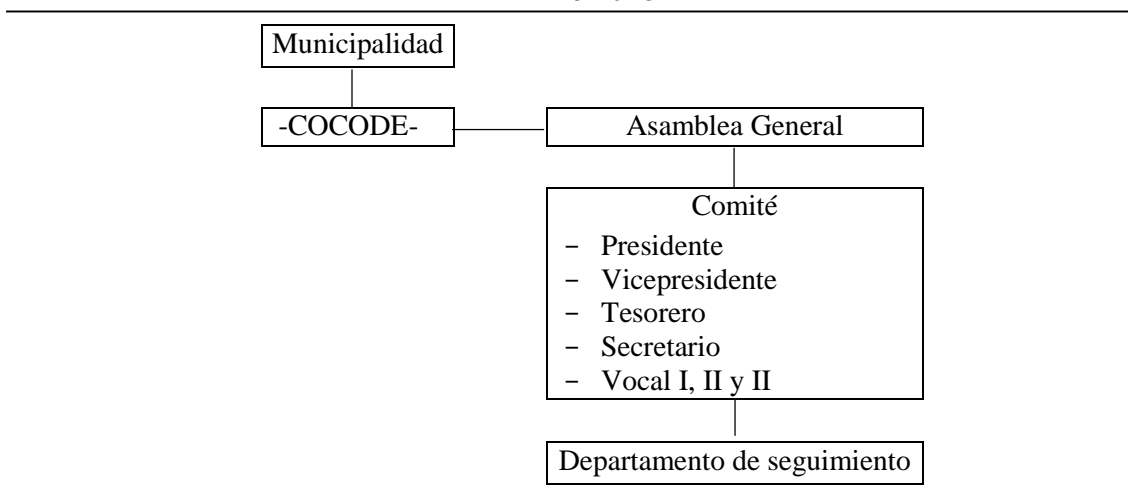 Municipalidad
-COCODE-
Asamblea General
Comité
– Presidente
– Vicepresidente
– Tesorero
– Secretario
– Vocal I, II y II
Departamento de seguimiento